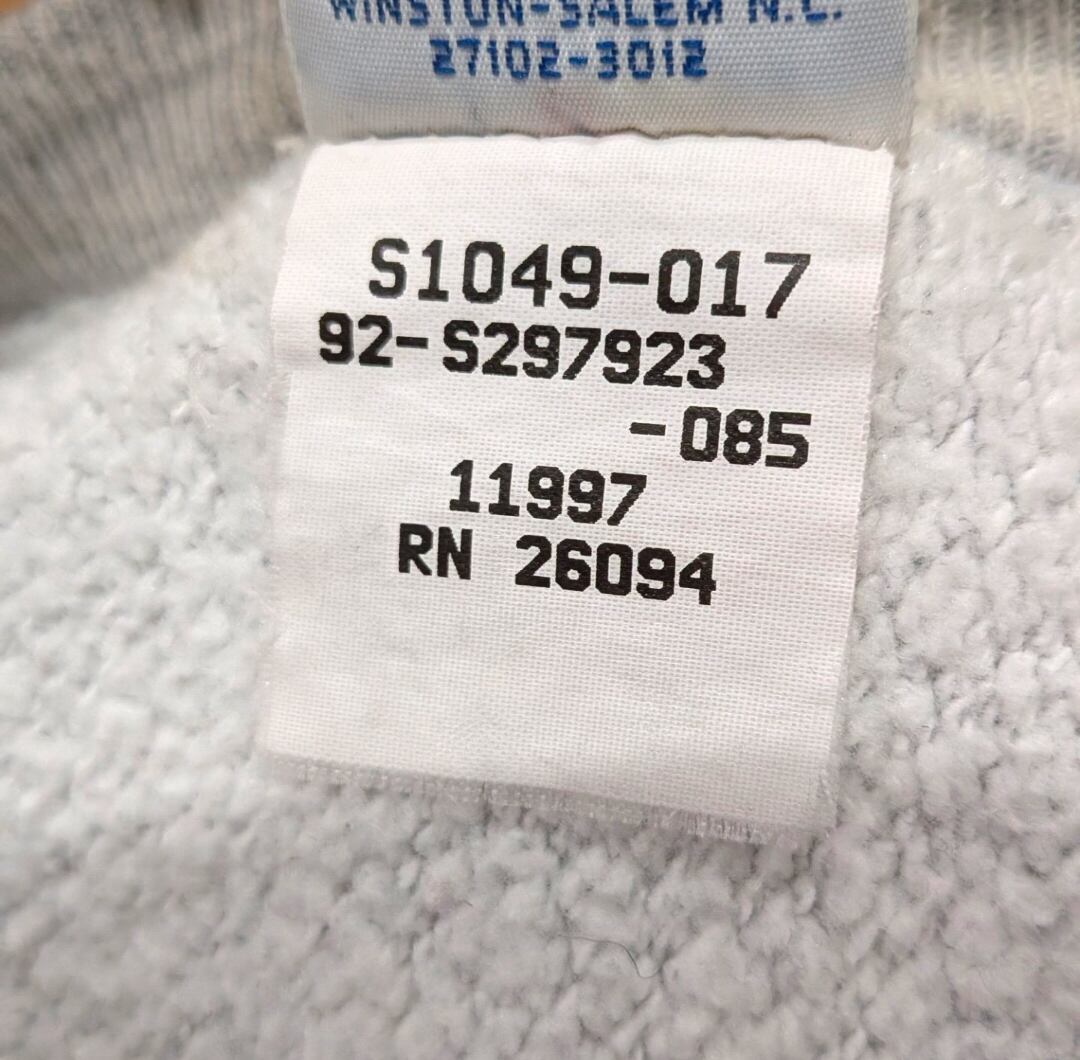 WINSTON-SALEM N.C.
27102-3012
S1049-017
92-S297923
-085
11997
RN 26094